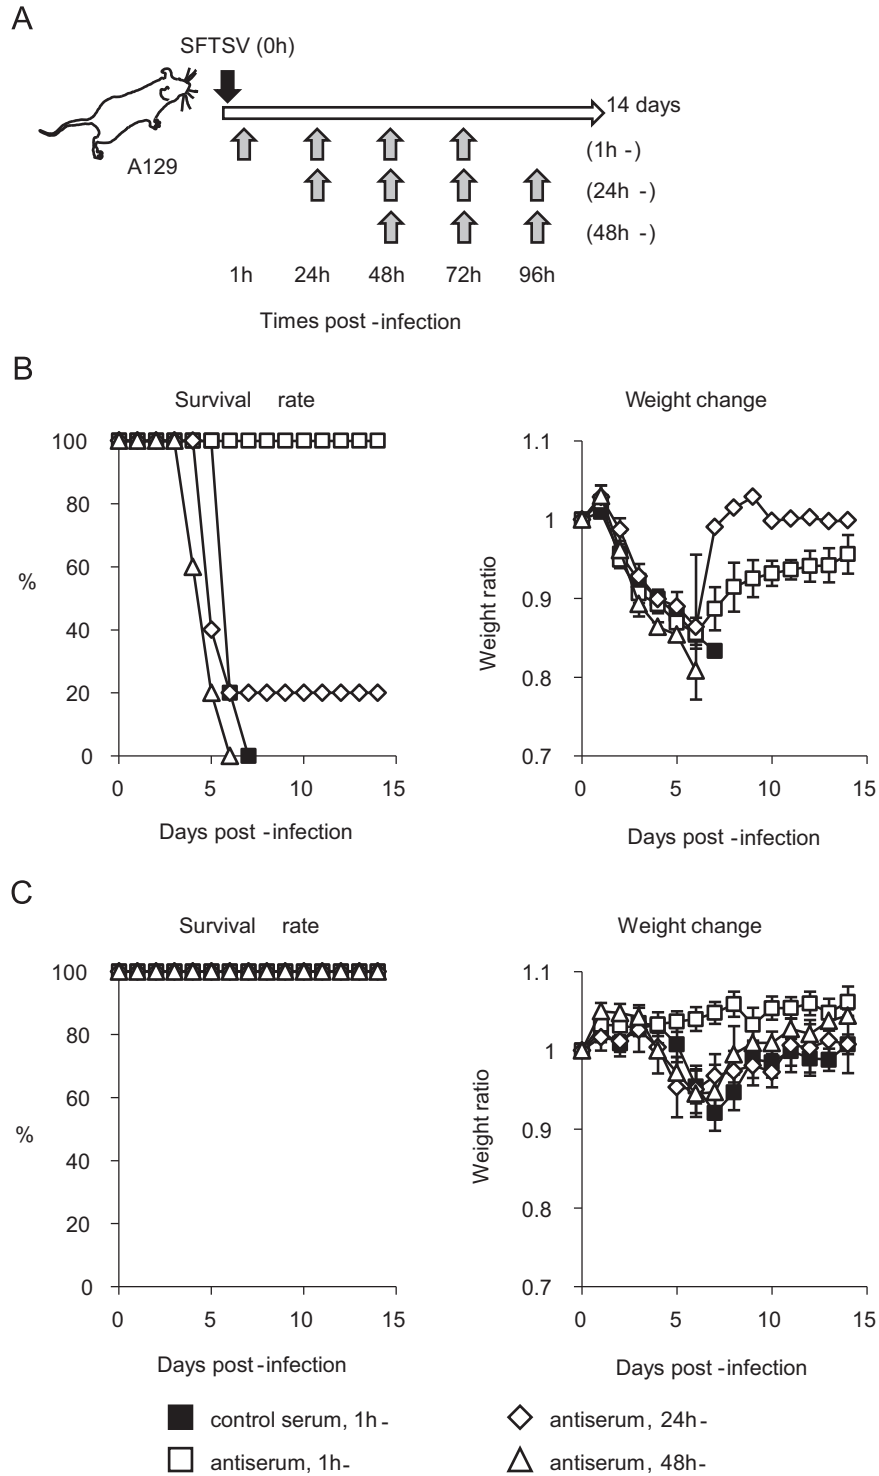 A
SFTSV (0h)
14 days
A129
(1h -)
(24h -)
(48h -)
1h 24h 48h 72h 96h
Times post -infection
B
Survival rate
100
80
60
40
20
0
%
0 5 10 15
Days post -infection
Weight change
1.1
1
0.9
0.8
0.7
Weight ratio
0 5 10 15
Days post -infection
C
Survival rate
100
80
60
40
20
0
%
0 5 10 15
Days post -infection
Weight change
1.1
1
0.9
0.8
0.7
Weight ratio
0 5 10 15
Days post -infection
control serum, 1h -
antiserum, 1h-
antiserum, 24h-
antiserum, 48h-